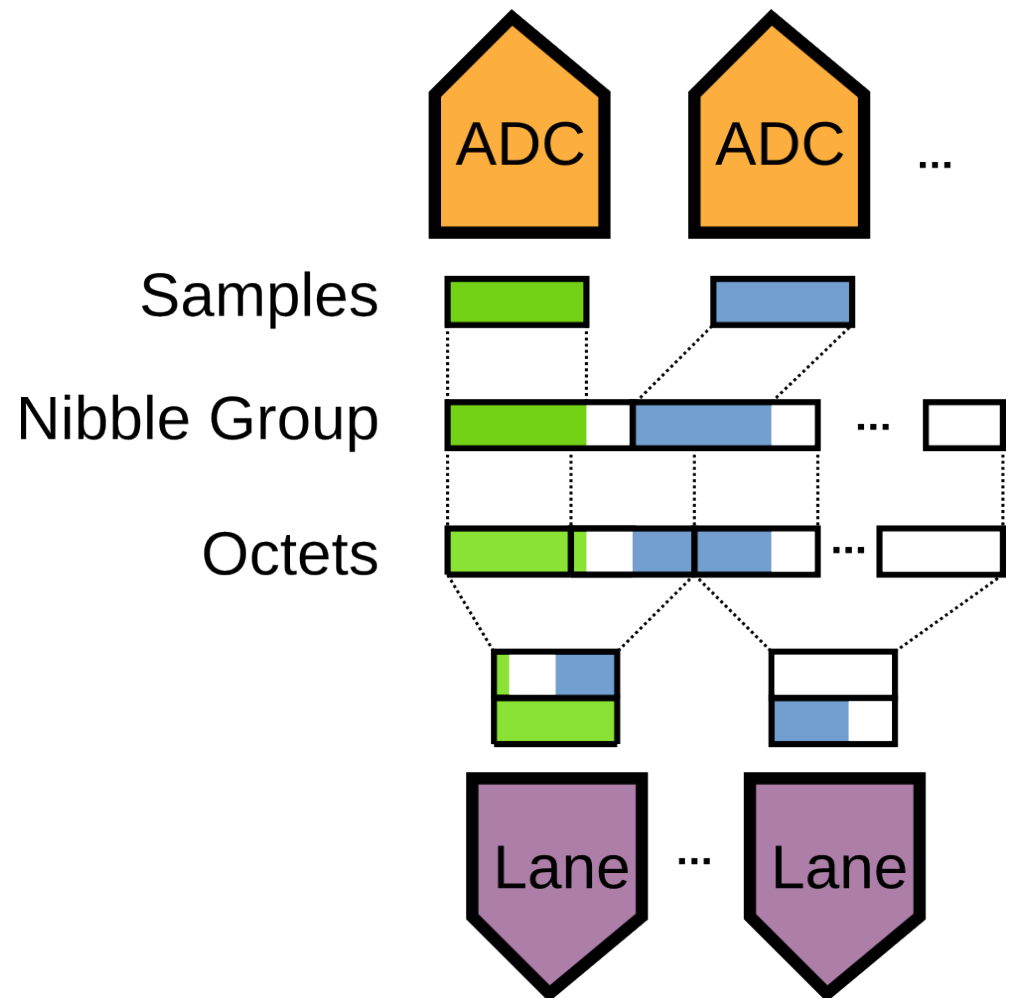 ADC ADC ...
Samples
Nibble Group ...
Octets ...
Lane ... Lane